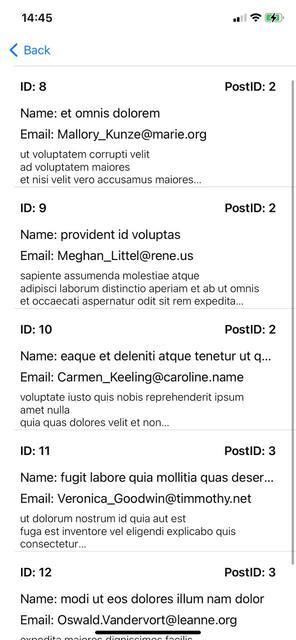 14:45
Back
ID: 8 PostID: 2
Name: et omnis dolorem
Email: Mallory_Kunze@marie.org
ut voluptatem corrupti velit
ad voluptatem maiores
et nisi velit vero accusamus maiores...
ID: 9 PostID: 2
Name: provident id voluptas
Email: Meghan_Littel@rene.us
sapiente assumenda molestiae atque
adipisci laborum distinctio aperiam et ab ut omnis
et occaecati aspernatur odit sit rem expedita...
ID: 10 PostID: 2
Name: eaque et deleniti atque tenetur ut q...
Email: Carmen_Keeling@caroline.name
voluptate iusto quis nobis reprehenderit ipsum
amet nulla
quia quas dolores velit et non...
ID: 11 PostID: 3
Name: fugit labore quia mollitia quas deser...
Email: Veronica_Goodwin@timmothy.net
ut dolorum nostrum id quia aut est
fuga est inventore vel eligendi explicabo quis
consectetur...
ID: 12 PostID: 3
Name: modi ut eos dolores illum nam dolor
Email: Oswald.Vandervort@leanne.org
expedita maiores dignissimos facilis